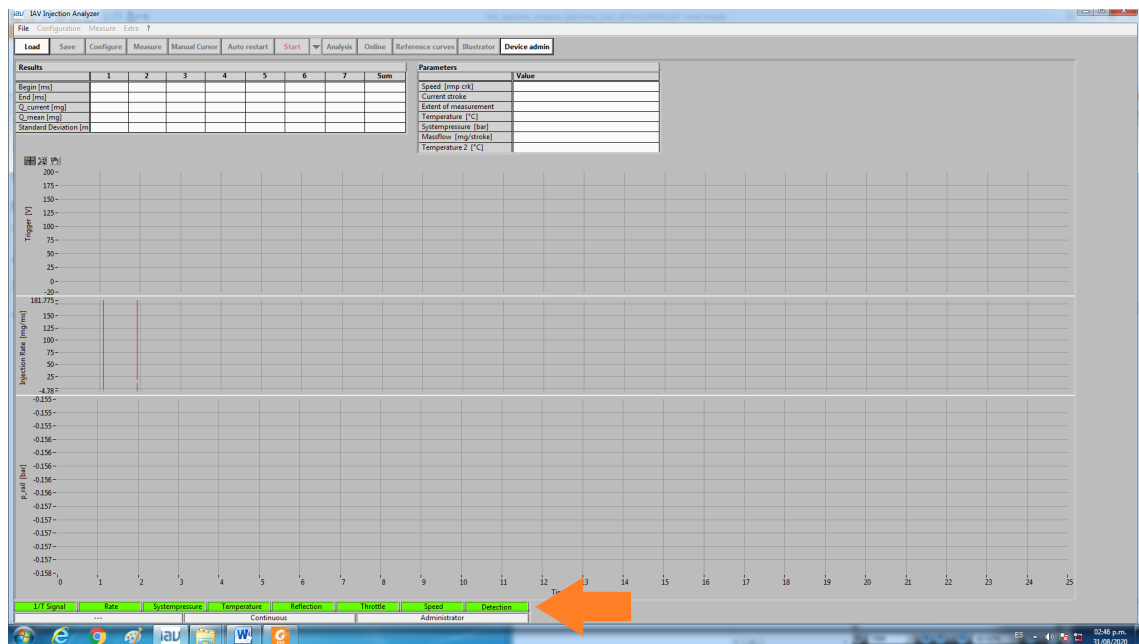 iau IAV Injection Analyzer
File Configuration Measure Extra ?
Load Save Configure Measure Manual Cursor Auto restart Start Analysis Online Reference curves Illustrator Device admin
Results
1 2 3 4 5 6 7 Sum
Begin [ms]
End [ms]
Q_current [mg]
Q_mean [mg]
Standard Deviation [m
Parameters
Value
Speed [rmp crk]
Current stroke
Extent of measurement
Temperature [°C]
Systempressure [bar]
Massflow [mg/stroke]
Temperature 2 [°C]
Trigger [V]
200
175
150
125
100
75
50
25
0
-20
Injection Rate [mg/ms]
181.775
150
125
100
75
50
25
-4.78
p_rail [bar]
-0.155
-0.155
-0.155
-0.156
-0.156
-0.156
-0.156
-0.156
-0.157
-0.157
-0.157
-0.157
-0.157
-0.158
0 1 2 3 4 5 6 7 8 9 10 11 12 13 14 15 16 17 18 19 20 21 22 23 24 25
1/T Signal Rate Systempressure Temperature Reflection Throttle Speed Detection
--- Continuous Administrator
iau W G ES 02:46 p.m.
31/08/2020